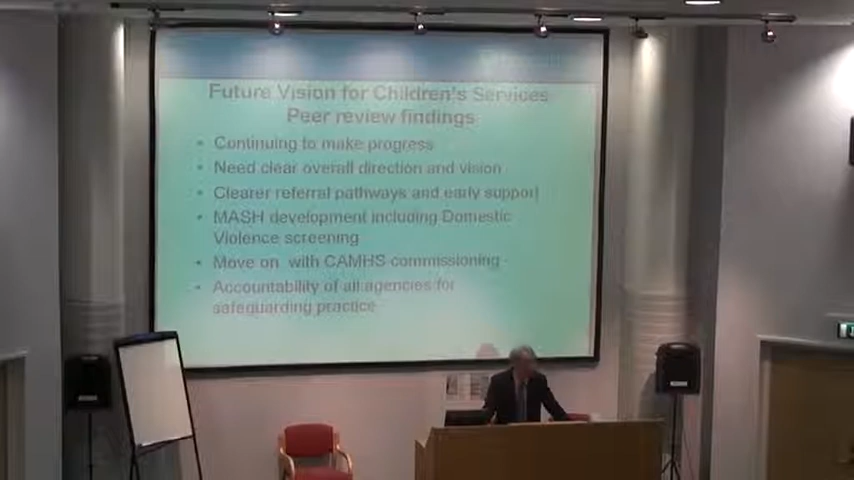 Future Vision for Children's Services
Peer review findings
• Continuing to make progress
• Need clear overall direction and vision
• Clearer referral pathways and early support
• MASH development including Domestic
Violence screening
• Move on with CAMHS commissioning
• Accountability of all agencies for
safeguarding practice